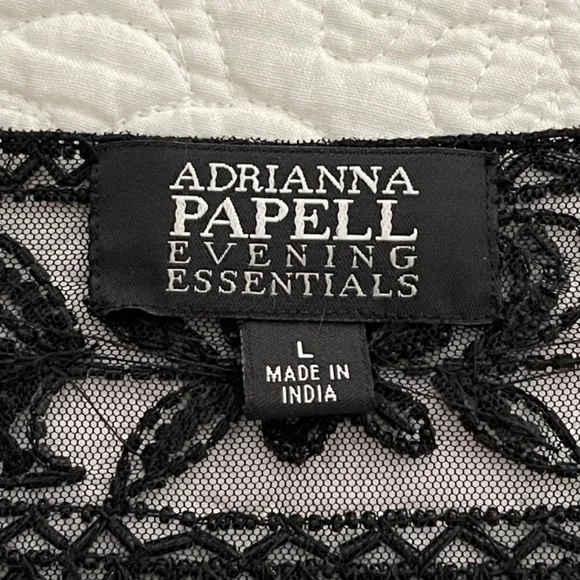 ADRIANNA
PAPELL
EVENING
ESSENTIALS
L
MADE IN
INDIA